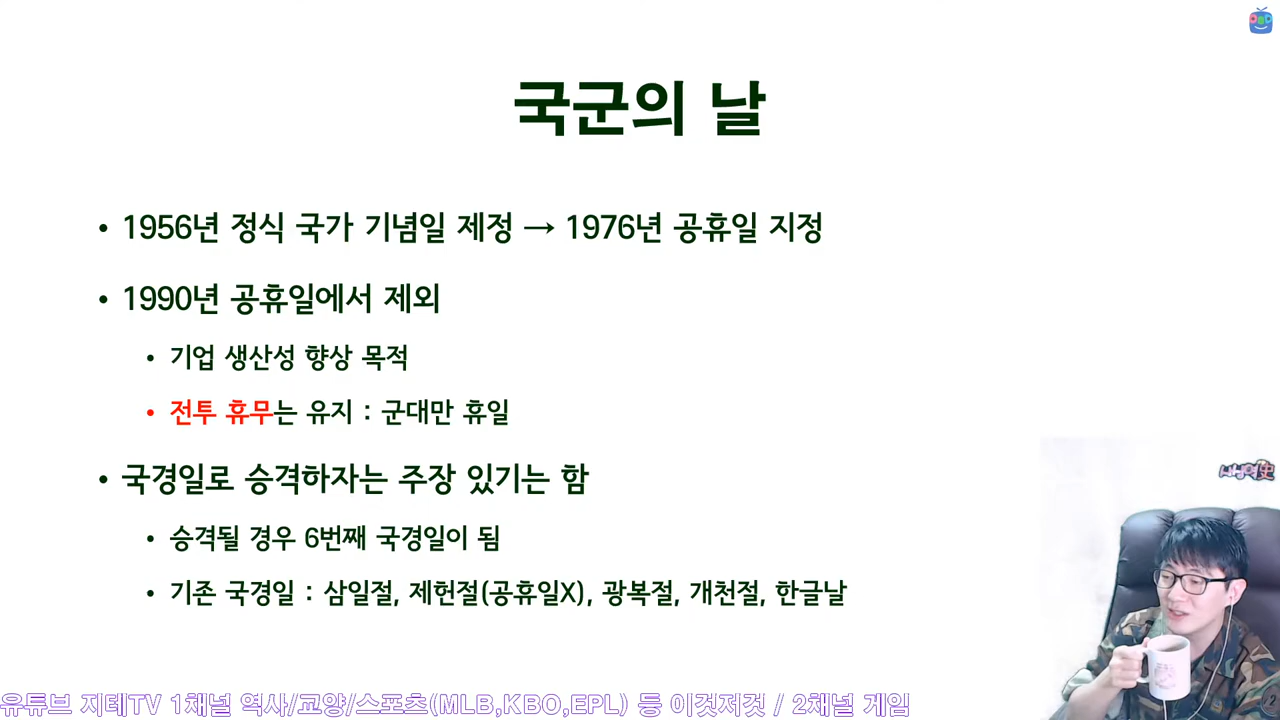 국군의 날
• 1956년 정식 국가 기념일 제정 → 1976년 공휴일 지정
• 1990년 공휴일에서 제외
• 기업 생산성 향상 목적
• 전투 휴무는 유지 : 군대만 휴일
• 국경일로 승격하자는 주장 있기는 함
• 승격될 경우 6번째 국경일이 됨
• 기존 국경일 : 삼일절, 제헌절(공휴일X), 광복절, 개천절, 한글날
유튜브 지테TV 1채널 역사/교양/스포츠(MLB,KBO,EPL) 등 이것저것 / 2채널 게임